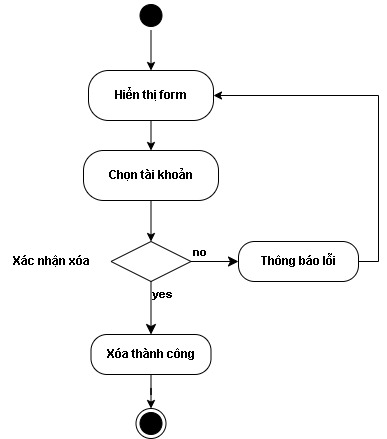 Hiển thị form
Chọn tài khoản
Xác nhận xóa
no
Thông báo lỗi
yes
Xóa thành công